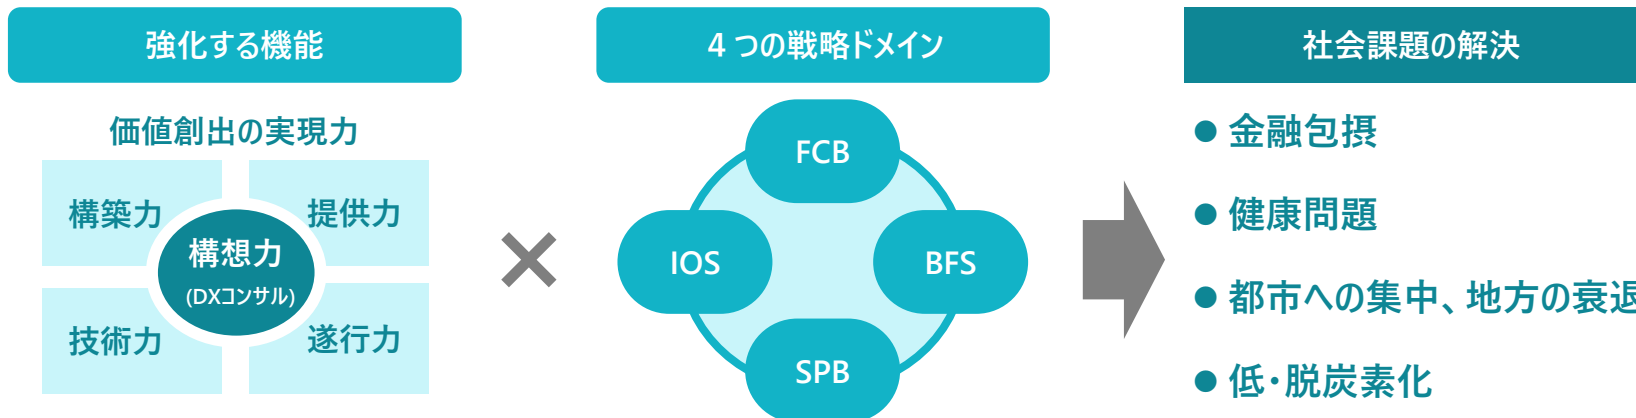 強化する機能
価値創出の実現力
構築力
提供力
構想力
(DXコンサル)
技術力
遂行力
×
4つの戦略ドメイン
FCB
IOS
BFS
SPB
社会課題の解決
● 金融包摂
● 健康問題
● 都市への集中、地方の衰退
● 低・脱炭素化